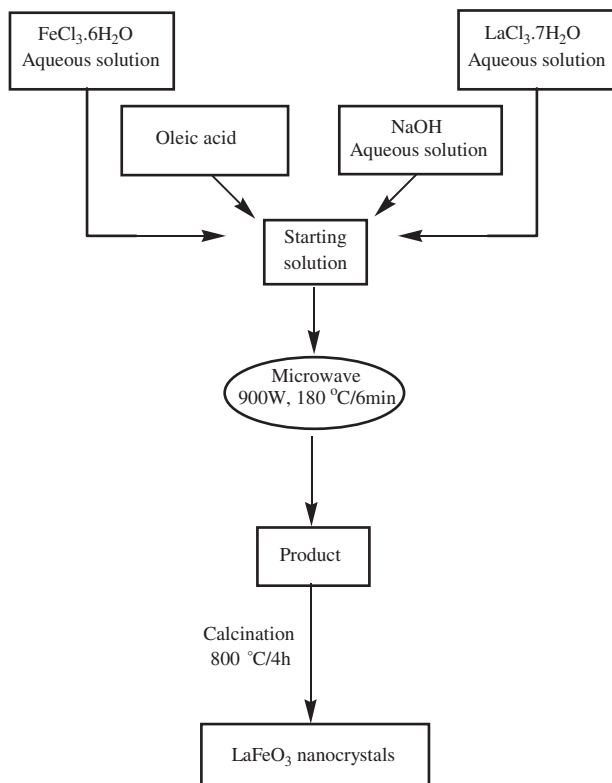 FeCl₃.6H₂O
Aqueous solution
LaCl₃.7H₂O
Aqueous solution
Oleic acid
NaOH
Aqueous solution
Starting
solution
Microwave
900W, 180 °C/6min
Product
Calcination
800 °C/4h
LaFeO₃ nanocrystals